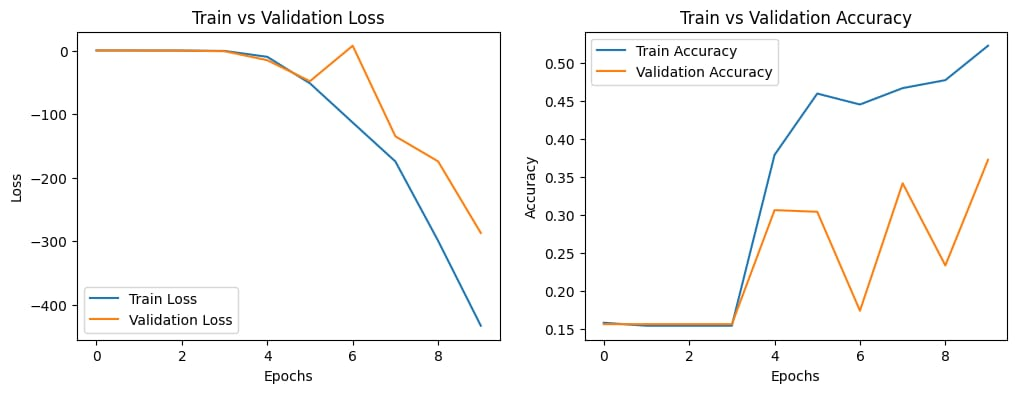 Train vs Validation Loss
0
−100
−200
−300
−400
Loss
Train Loss
Validation Loss
0 2 4 6 8
Epochs
Train vs Validation Accuracy
Train Accuracy
Validation Accuracy
0.50
0.45
0.40
0.35
0.30
0.25
0.20
0.15
Accuracy
0 2 4 6 8
Epochs